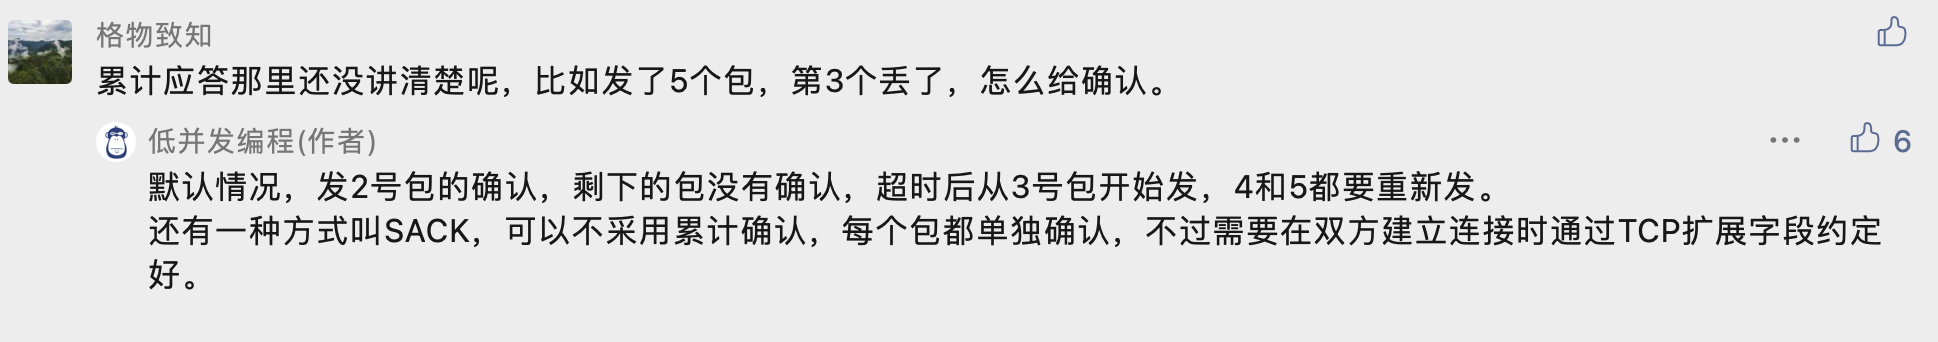 格物致知
累计应答那里还没讲清楚呢，比如发了5个包，第3个丢了，怎么给确认。
低并发编程(作者)
6
默认情况，发2号包的确认，剩下的包没有确认，超时后从3号包开始发，4和5都要重新发。
还有一种方式叫SACK，可以不采用累计确认，每个包都单独确认，不过需要在双方建立连接时通过TCP扩展字段约定
好。